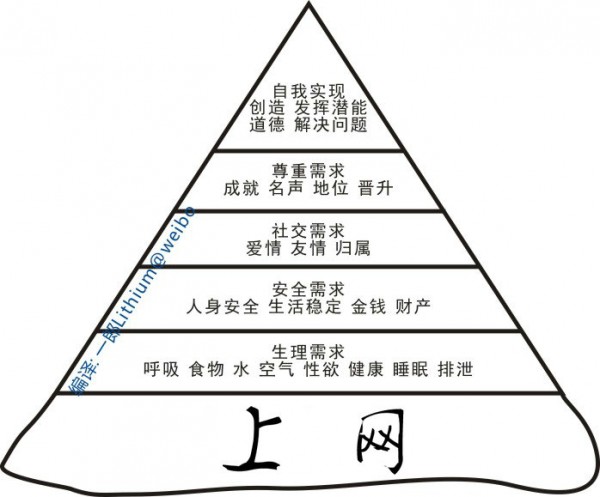 自我实现
创造 发挥潜能
道德 解决问题
尊重需求
成就 名声 地位 晋升
社交需求
爱情 友情 归属
安全需求
人身安全 生活稳定 金钱 财产
生理需求
呼吸 食物 水 空气 性欲 健康 睡眠 排泄
上 网
编译: 一郎Lithium@weibo